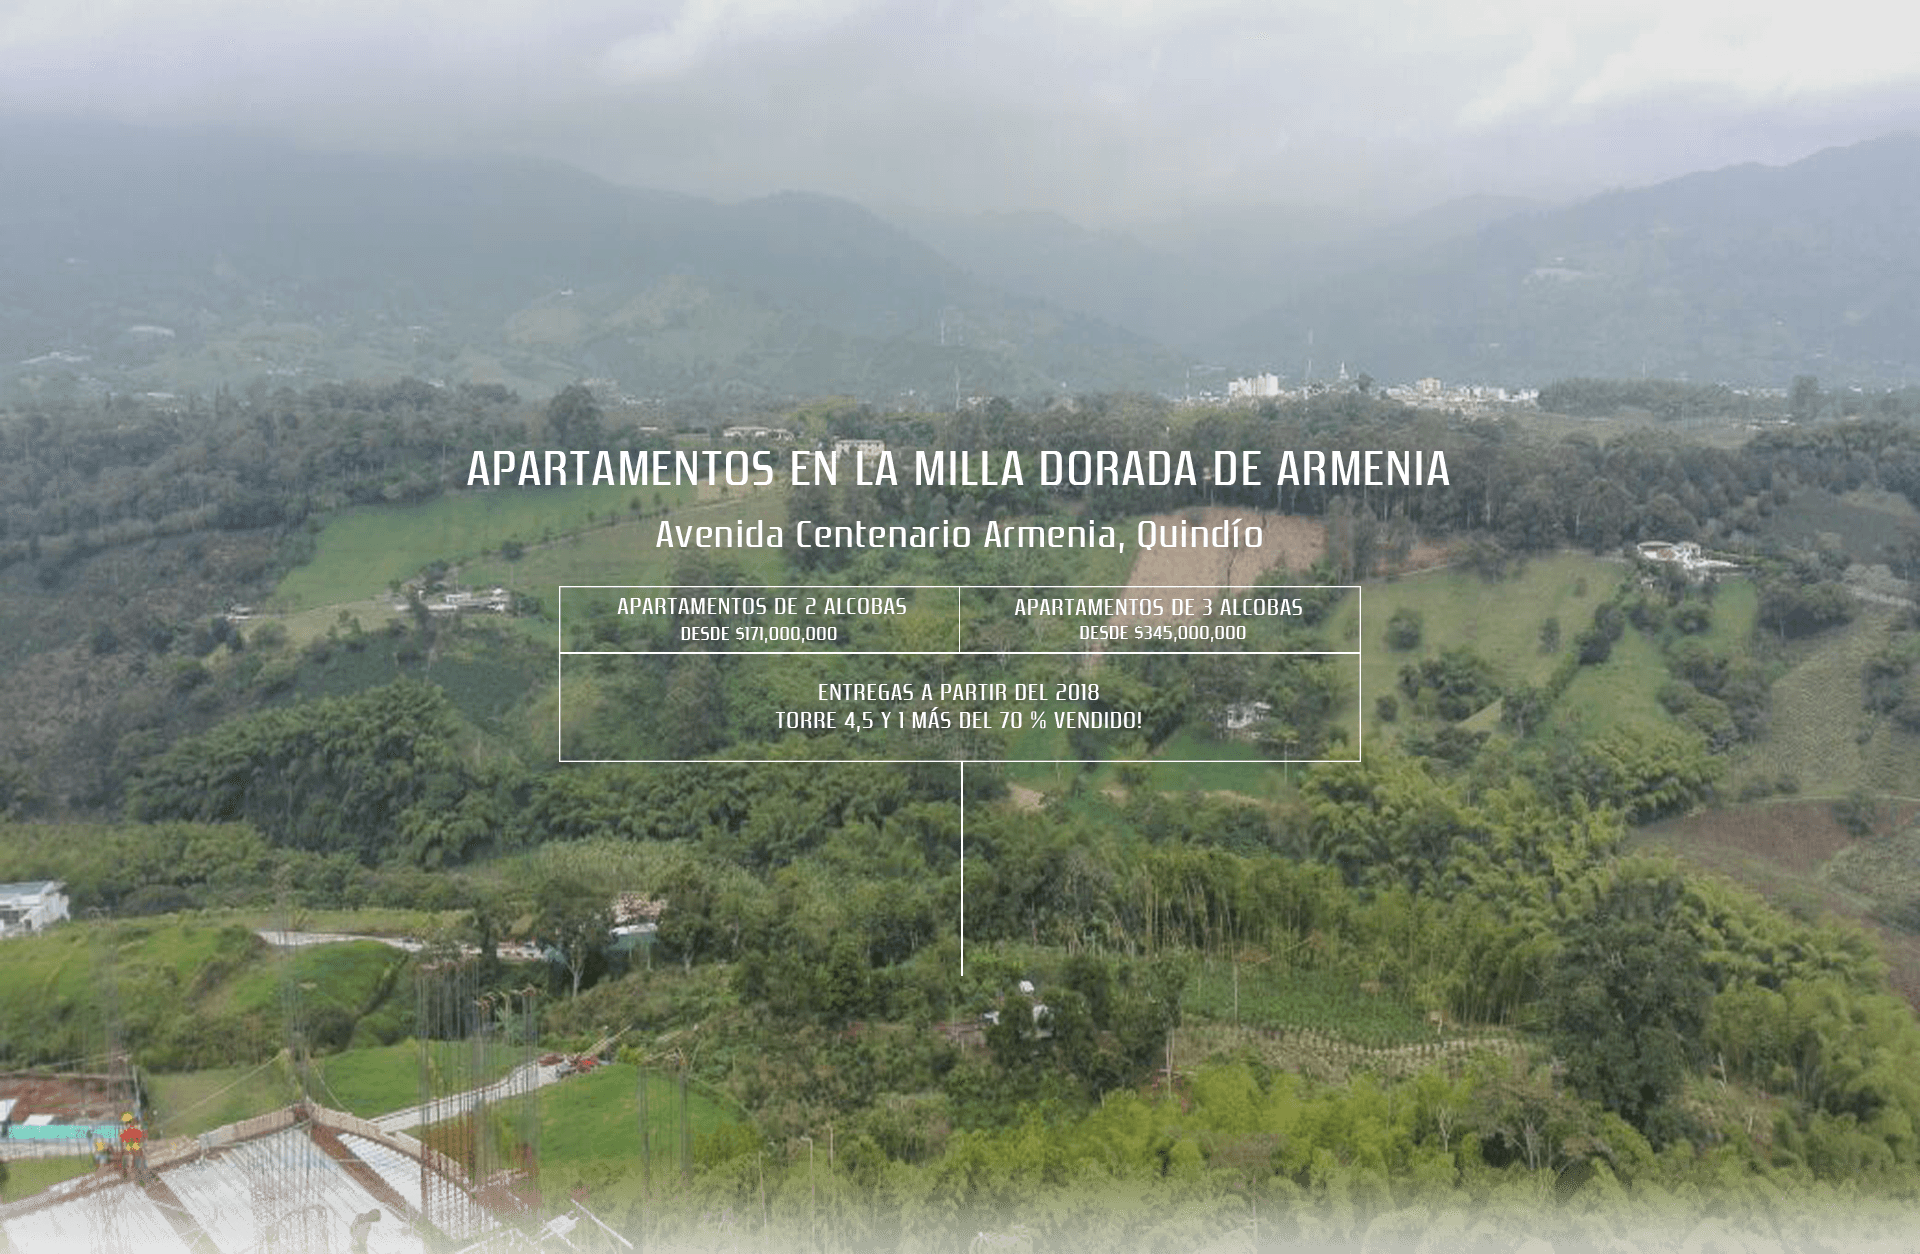 APARTAMENTOS EN LA MILLA DORADA DE ARMENIA
Avenida Centenario Armenia, Quindío
APARTAMENTOS DE 2 ALCOBAS
DESDE $171,000,000
APARTAMENTOS DE 3 ALCOBAS
DESDE $345,000,000
ENTREGAS A PARTIR DEL 2018
TORRE 4,5 Y 1 MÁS DEL 70 % VENDIDO!